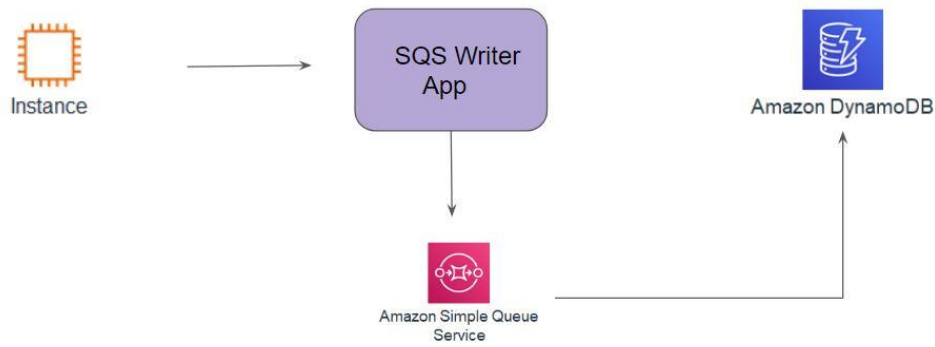 Instance
SQS Writer
App
Amazon DynamoDB
Amazon Simple Queue
Service